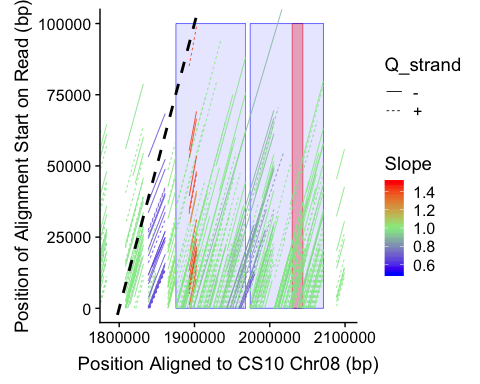 Position of Alignment Start on Read (bp)
100000
75000
50000
25000
0
1800000 1900000 2000000 2100000
Position Aligned to CS10 Chr08 (bp)
Q_strand
-
+
Slope
1.4
1.2
1.0
0.8
0.6